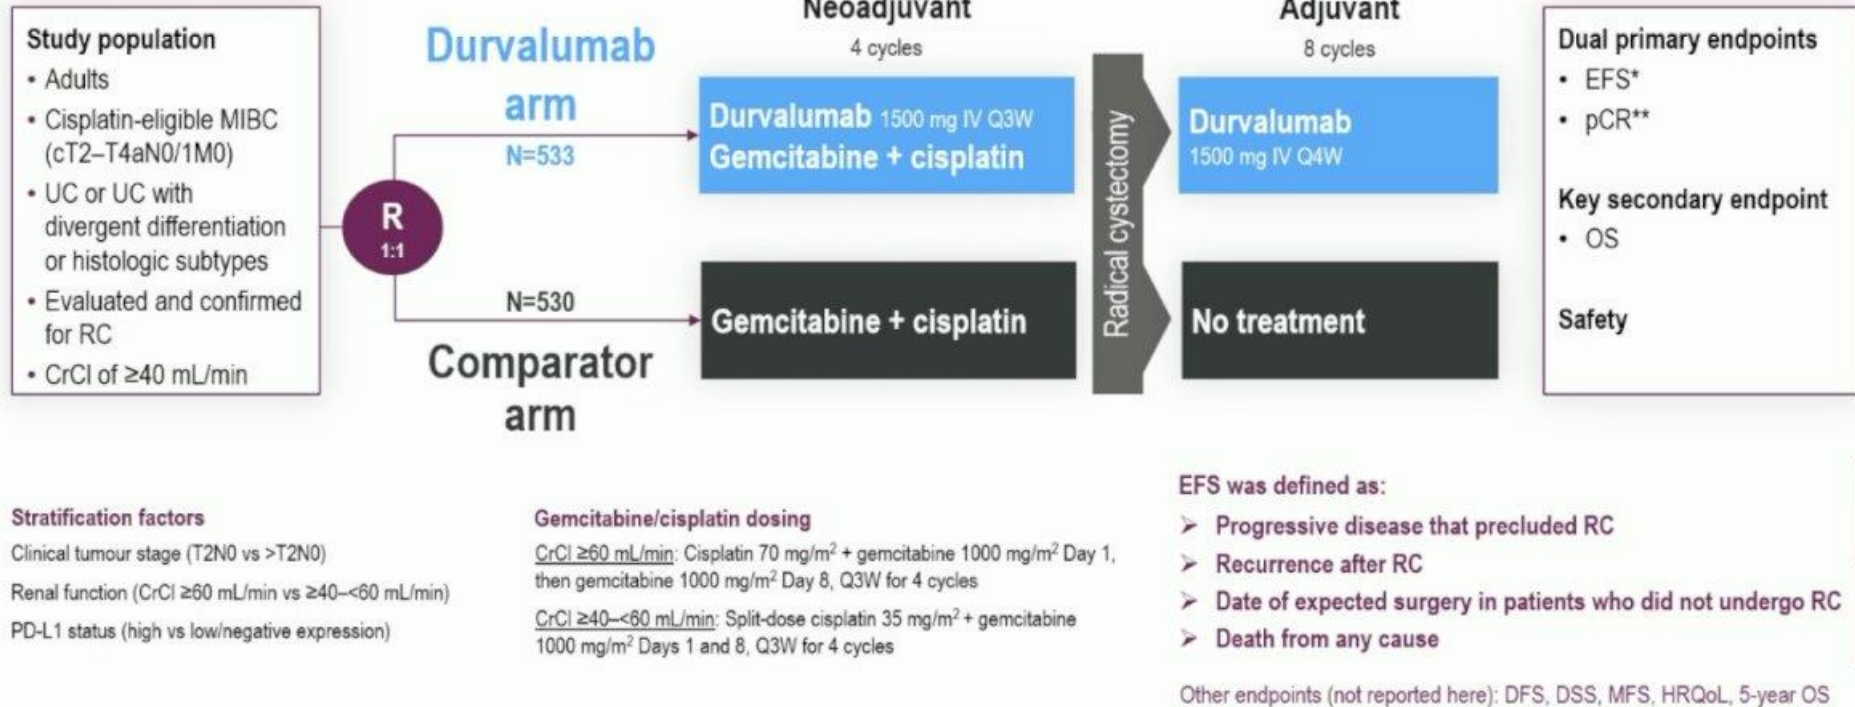 Study population
• Adults
• Cisplatin-eligible MIBC
(cT2–T4aN0/1M0)
• UC or UC with
divergent differentiation
or histologic subtypes
• Evaluated and confirmed
for RC
• CrCl of ≥40 mL/min
R
1:1
Durvalumab
arm
N=533
N=530
Comparator
arm
Neoadjuvant
4 cycles
Durvalumab 1500 mg IV Q3W
Gemcitabine + cisplatin
Gemcitabine + cisplatin
Radical cystectomy
Adjuvant
8 cycles
Durvalumab
1500 mg IV Q4W
No treatment
Dual primary endpoints
• EFS*
• pCR**
Key secondary endpoint
• OS
Safety
Stratification factors
Clinical tumour stage (T2N0 vs >T2N0)
Renal function (CrCl ≥60 mL/min vs ≥40–<60 mL/min)
PD-L1 status (high vs low/negative expression)
Gemcitabine/cisplatin dosing
CrCl ≥60 mL/min: Cisplatin 70 mg/m² + gemcitabine 1000 mg/m² Day 1,
then gemcitabine 1000 mg/m² Day 8, Q3W for 4 cycles
CrCl ≥40–<60 mL/min: Split-dose cisplatin 35 mg/m² + gemcitabine
1000 mg/m² Days 1 and 8, Q3W for 4 cycles
EFS was defined as:
➢ Progressive disease that precluded RC
➢ Recurrence after RC
➢ Date of expected surgery in patients who did not undergo RC
➢ Death from any cause
Other endpoints (not reported here): DFS, DSS, MFS, HRQoL, 5-year OS